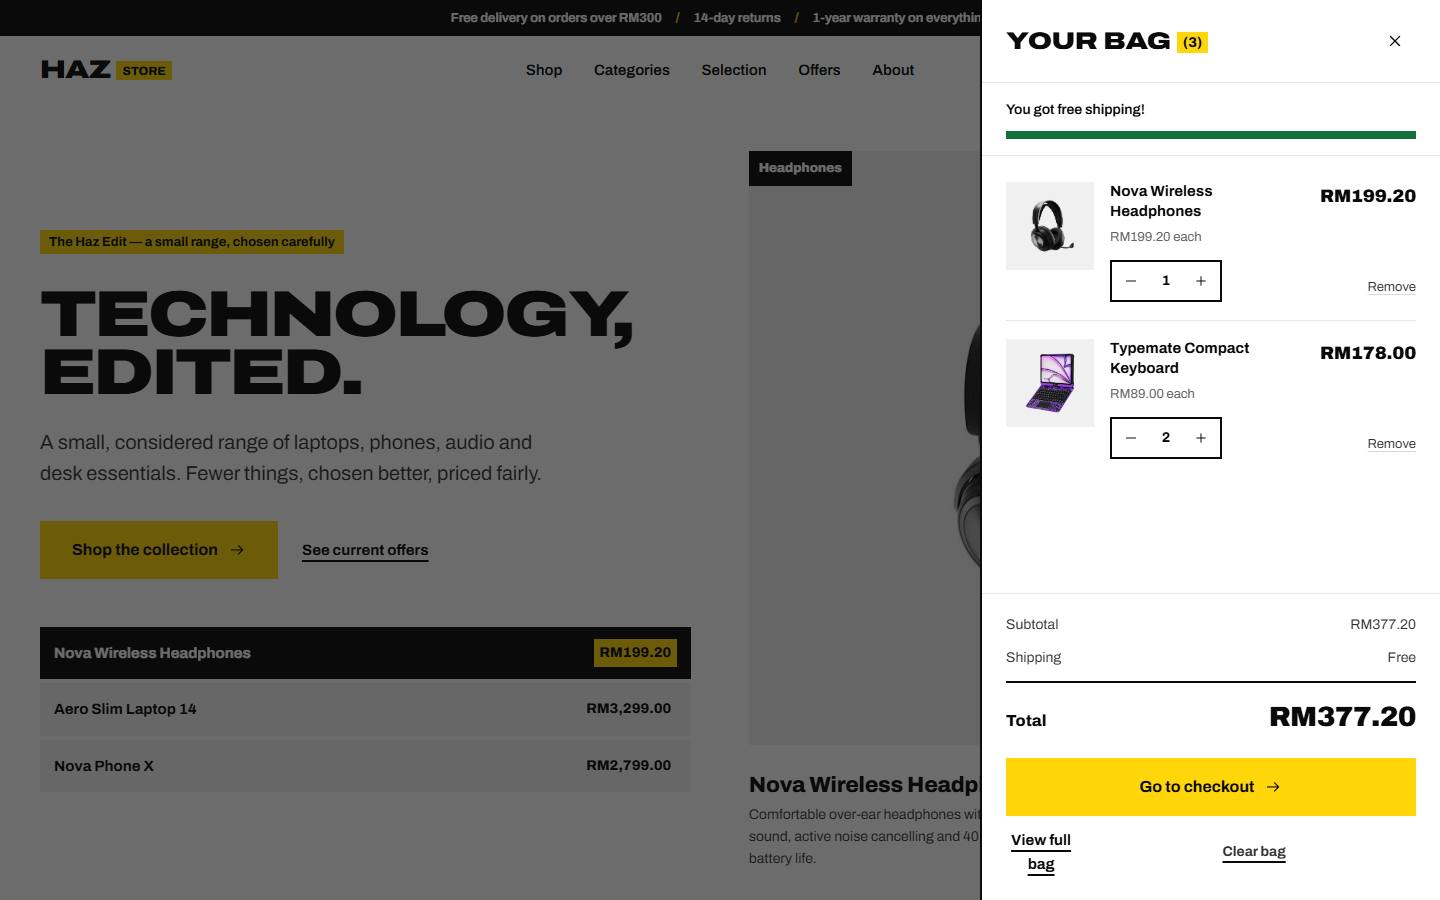 Free delivery on orders over RM300 / 14-day returns / 1-year warranty on everythin
HAZ STORE
Shop Categories Selection Offers About
Headphones
The Haz Edit — a small range, chosen carefully
TECHNOLOGY,
EDITED.
A small, considered range of laptops, phones, audio and
desk essentials. Fewer things, chosen better, priced fairly.
Shop the collection →
See current offers
Nova Wireless Headphones RM199.20
Aero Slim Laptop 14 RM3,299.00
Nova Phone X RM2,799.00
Nova Wireless Headp
Comfortable over-ear headphones wit
sound, active noise cancelling and 40
battery life.
YOUR BAG (3)
You got free shipping!
Nova Wireless
Headphones
RM199.20
RM199.20 each
− 1 +
Remove
Typemate Compact
Keyboard
RM178.00
RM89.00 each
− 2 +
Remove
Subtotal RM377.20
Shipping Free
Total RM377.20
Go to checkout →
View full
bag
Clear bag